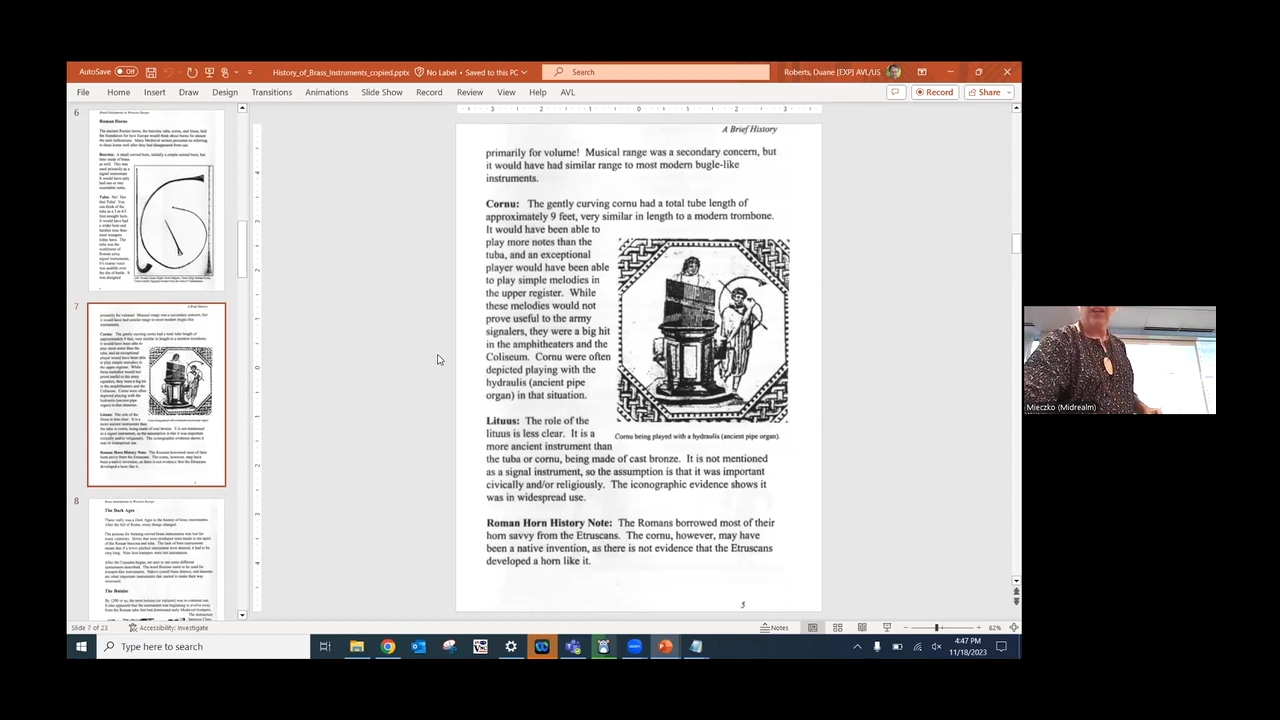 AutoSave Off
History_of_Brass_Instruments_copied.pptx
No Label • Saved to this PC
Search
Roberts, Duane [EXP] AVL/US
File Home Insert Draw Design Transitions Animations Slide Show Record Review View Help AVL
Record
Share
6
Roman Horns
7
A Brief History
8
The Dark Ages
The Buisine
A Brief History
primarily for volume! Musical range was a secondary concern, but
it would have had similar range to most modern bugle-like
instruments.
Cornu: The gently curving cornu had a total tube length of
approximately 9 feet, very similar in length to a modern trombone.
It would have been able to
play more notes than the
tuba, and an exceptional
player would have been able
to play simple melodies in
the upper register. While
these melodies would not
prove useful to the army
signalers, they were a big hit
in the amphitheaters and the
Coliseum. Cornu were often
depicted playing with the
hydraulis (ancient pipe
organ) in that situation.
Cornu being played with a hydraulis (ancient pipe organ).
Lituus: The role of the
lituus is less clear. It is a
more ancient instrument than
the tuba or cornu, being made of cast bronze. It is not mentioned
as a signal instrument, so the assumption is that it was important
civically and/or religiously. The iconographic evidence shows it
was in widespread use.
Roman Horn History Note: The Romans borrowed most of their
horn savvy from the Etruscans. The cornu, however, may have
been a native invention, as there is not evidence that the Etruscans
developed a horn like it.
5
Mieczko (Midrealm)
Slide 7 of 23
Accessibility: Investigate
Notes
82%
Type here to search
4:47 PM
11/18/2023